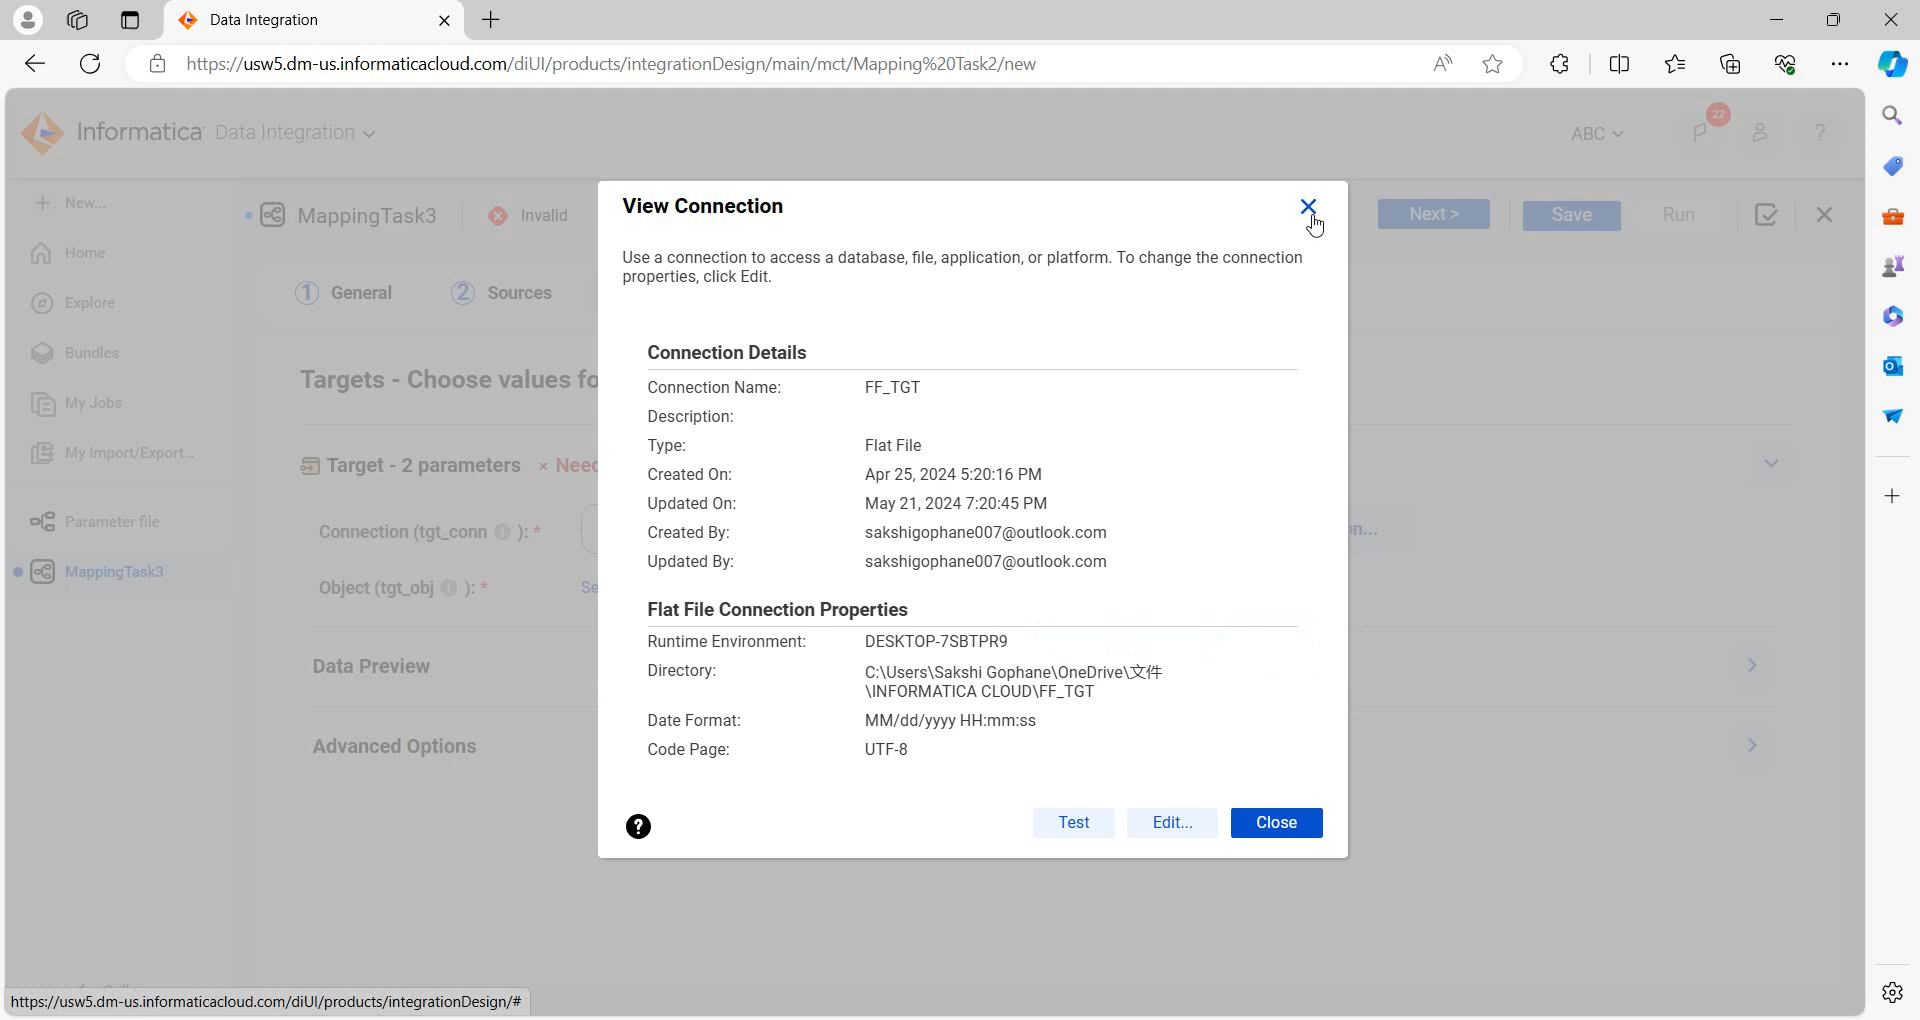 Data Integration
https://usw5.dm-us.informaticacloud.com/diUI/products/integrationDesign/main/mct/Mapping%20Task2/new
Informatica Data Integration
ABC
22
?
New...
MappingTask3
Invalid
View Connection
Next >
Save
Run
Home
Use a connection to access a database, file, application, or platform. To change the connection
properties, click Edit.
1 General
2 Sources
Explore
Bundles
Connection Details
Targets - Choose values fo
Connection Name: FF_TGT
My Jobs
Description:
Type: Flat File
My Import/Export...
Target - 2 parameters × Need
Created On: Apr 25, 2024 5:20:16 PM
Updated On: May 21, 2024 7:20:45 PM
Parameter file
Connection (tgt_conn ): *
on...
Created By: sakshigophane007@outlook.com
Updated By: sakshigophane007@outlook.com
MappingTask3
Object (tgt_obj ): *
Se
Flat File Connection Properties
Runtime Environment: DESKTOP-7SBTPR9
Data Preview
Directory: C:\Users\Sakshi Gophane\OneDrive\文件
\INFORMATICA CLOUD\FF_TGT
Date Format: MM/dd/yyyy HH:mm:ss
Advanced Options
Code Page: UTF-8
?
Test
Edit...
Close
https://usw5.dm-us.informaticacloud.com/diUI/products/integrationDesign/#